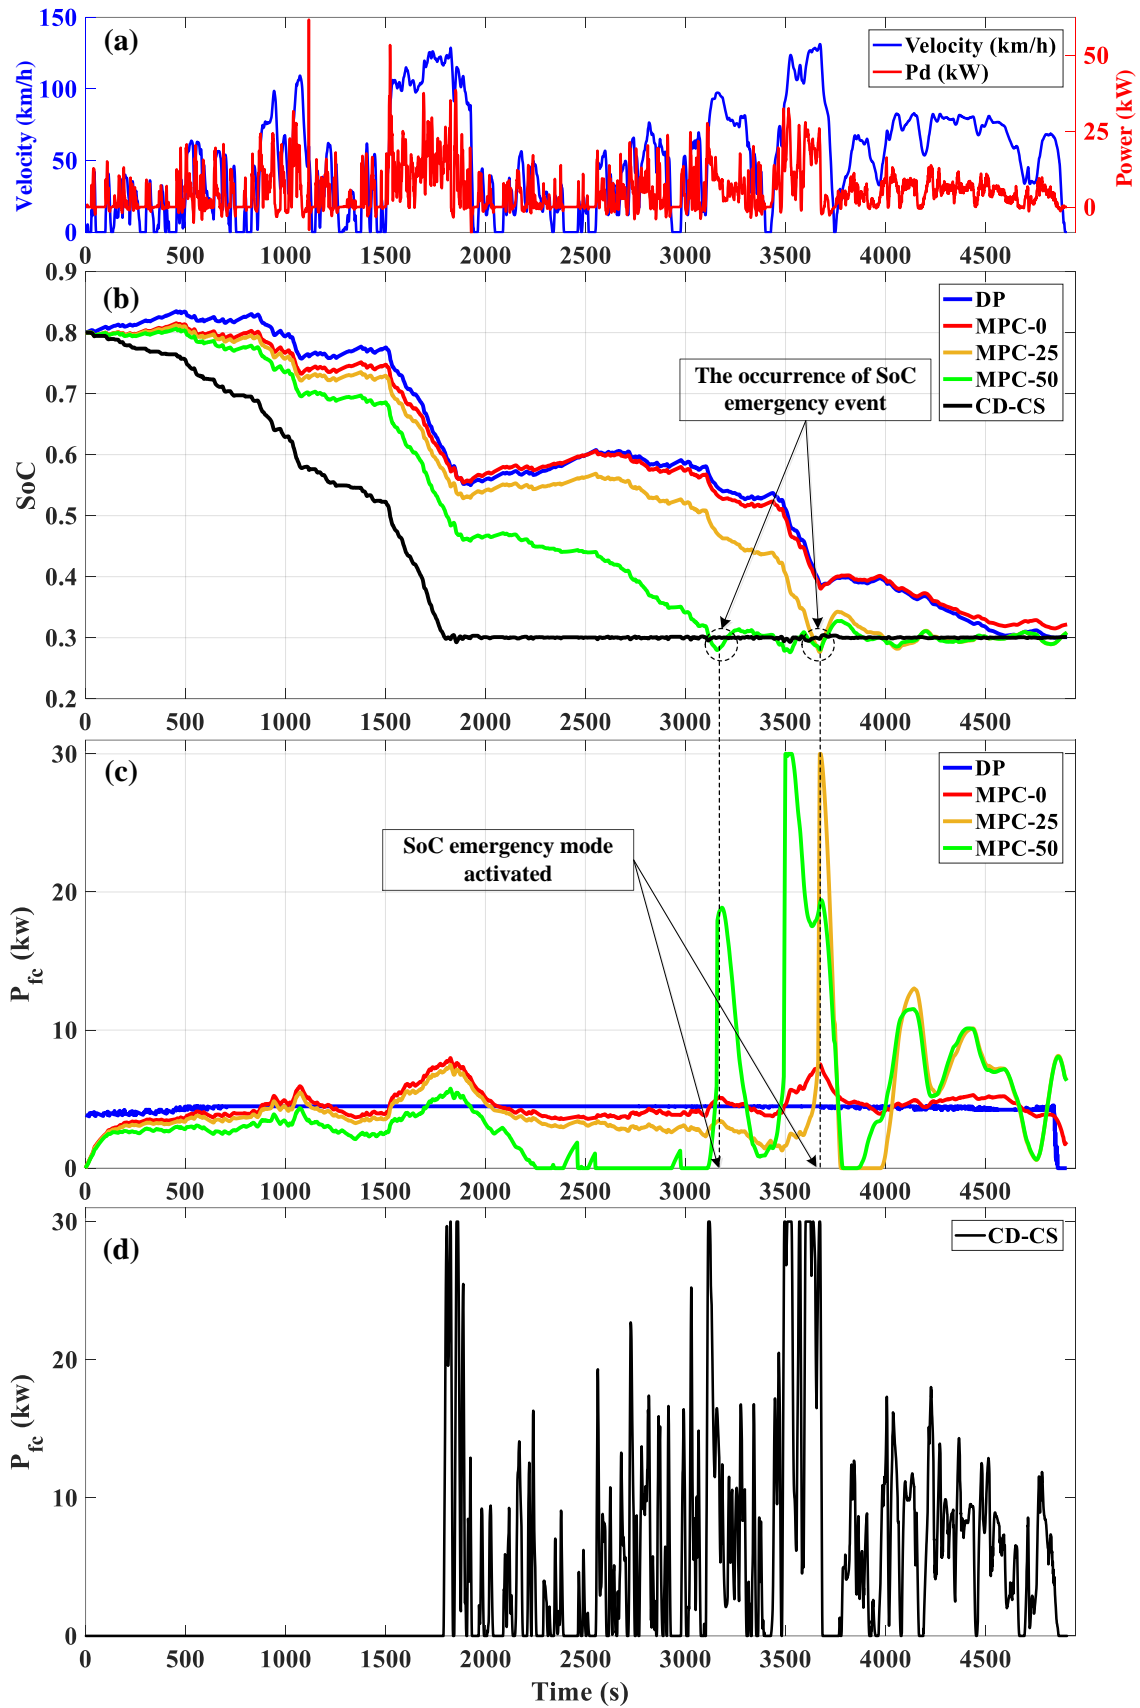 (a)
Velocity (km/h)
Pd (kW)
150
100
50
0
50
25
0
Velocity (km/h)
Power (kW)
0
500
1000
1500
2000
2500
3000
3500
4000
4500
(b)
DP
MPC-0
MPC-25
MPC-50
CD-CS
The occurrence of SoC
emergency event
0.9
0.8
0.7
0.6
0.5
0.4
0.3
0.2
SoC
0
500
1000
1500
2000
2500
3000
3500
4000
4500
(c)
DP
MPC-0
MPC-25
MPC-50
SoC emergency mode
activated
30
20
10
0
P_fc (kw)
0
500
1000
1500
2000
2500
3000
3500
4000
4500
(d)
CD-CS
30
20
10
0
P_fc (kw)
0
500
1000
1500
2000
2500
3000
3500
4000
4500
Time (s)